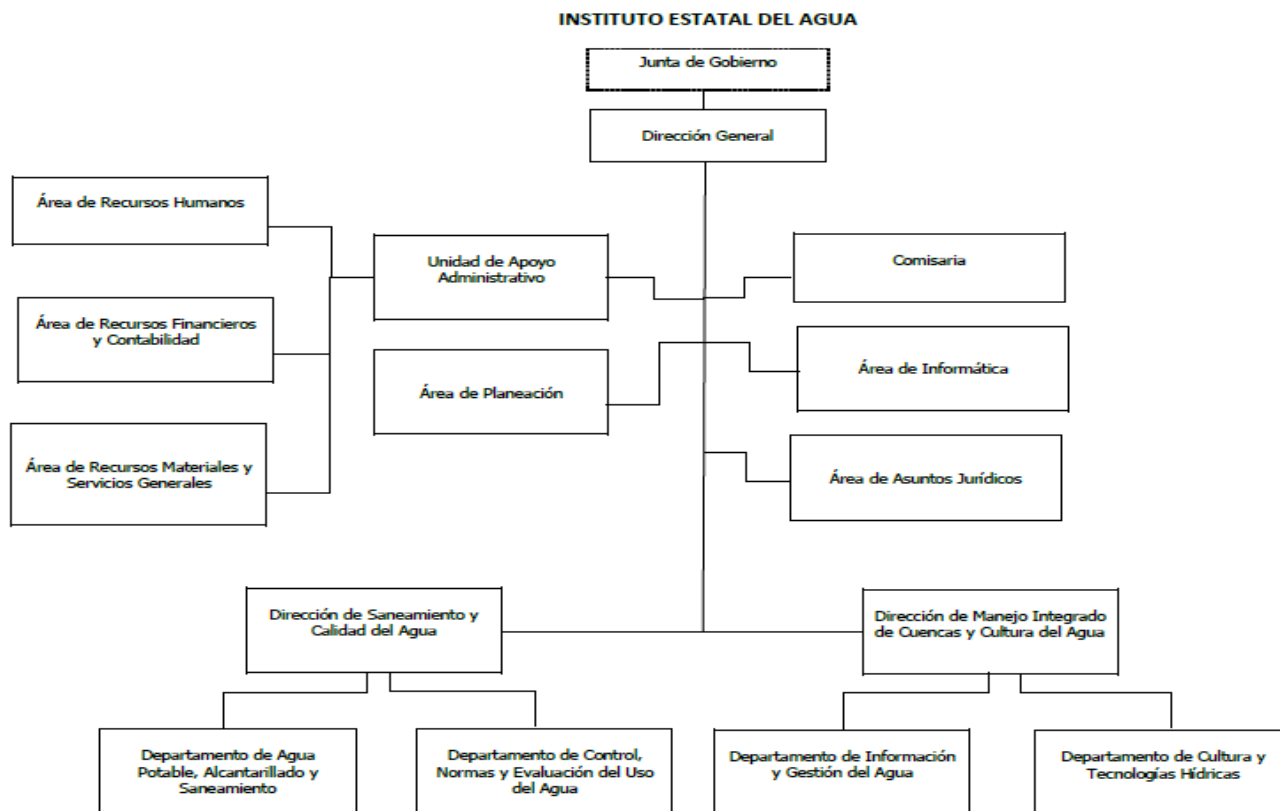 INSTITUTO ESTATAL DEL AGUA
Junta de Gobierno
Dirección General
Área de Recursos Humanos
Unidad de Apoyo
Administrativo
Comisaria
Área de Recursos Financieros
y Contabilidad
Área de Planeación
Área de Informática
Área de Recursos Materiales y
Servicios Generales
Área de Asuntos Jurídicos
Dirección de Saneamiento y
Calidad del Agua
Dirección de Manejo Integrado
de Cuencas y Cultura del Agua
Departamento de Agua
Potable, Alcantarillado y
Saneamiento
Departamento de Control,
Normas y Evaluación del Uso
del Agua
Departamento de Información
y Gestión del Agua
Departamento de Cultura y
Tecnologías Hídricas